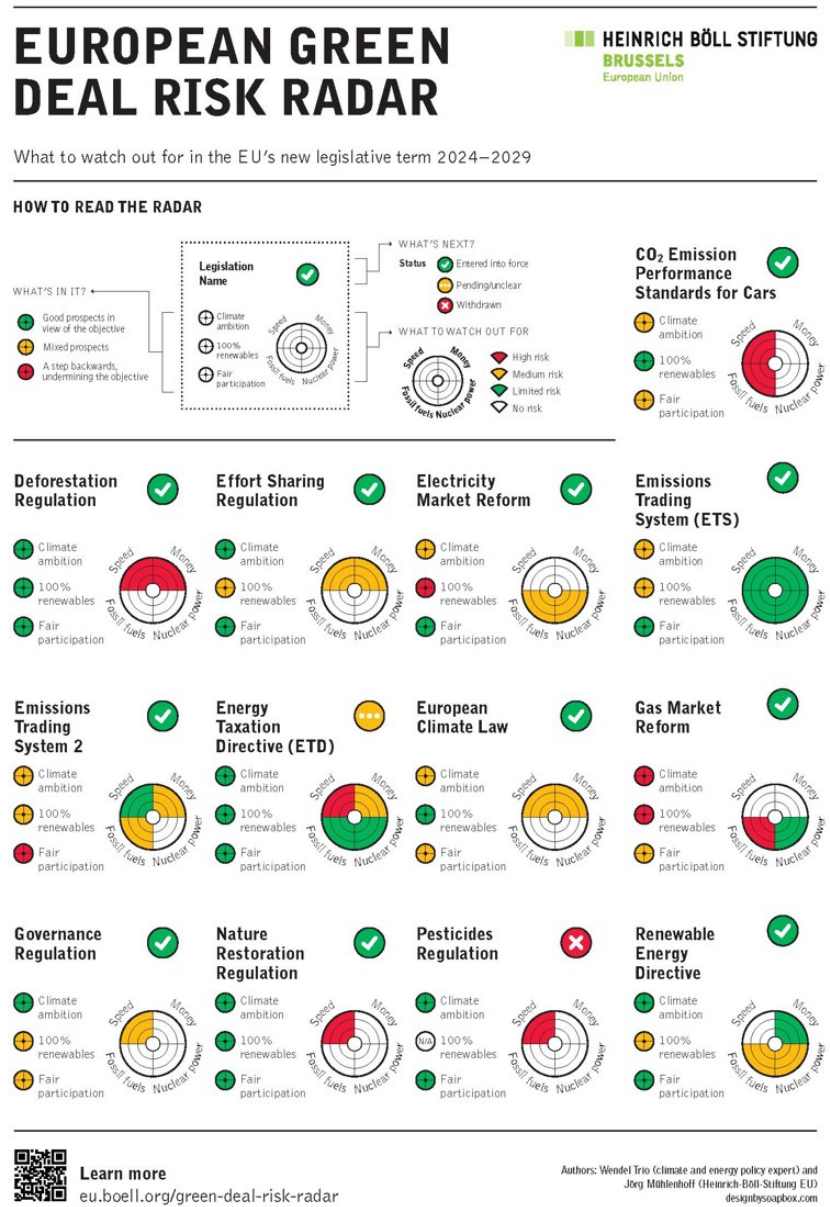 EUROPEAN GREEN
DEAL RISK RADAR
HEINRICH BÖLL STIFTUNG
BRUSSELS
European Union
What to watch out for in the EU's new legislative term 2024–2029
HOW TO READ THE RADAR
WHAT'S IN IT?
Good prospects in
view of the objective
Mixed prospects
A step backwards,
undermining the objective
Legislation
Name
Climate
ambition
100%
renewables
Fair
participation
Speed
Money
Fossil fuels
Nuclear power
WHAT'S NEXT?
Status
Entered into force
Pending/unclear
Withdrawn
WHAT TO WATCH OUT FOR
Speed
Money
Fossil fuels
Nuclear power
High risk
Medium risk
Limited risk
No risk
CO₂ Emission
Performance
Standards for Cars
Climate
ambition
100%
renewables
Fair
participation
Speed
Money
Fossil fuels
Nuclear power
Deforestation
Regulation
Climate
ambition
100%
renewables
Fair
participation
Speed
Money
Fossil fuels
Nuclear power
Effort Sharing
Regulation
Climate
ambition
100%
renewables
Fair
participation
Speed
Money
Fossil fuels
Nuclear power
Electricity
Market Reform
Climate
ambition
100%
renewables
Fair
participation
Speed
Money
Fossil fuels
Nuclear power
Emissions
Trading
System (ETS)
Climate
ambition
100%
renewables
Fair
participation
Speed
Money
Fossil fuels
Nuclear power
Emissions
Trading
System 2
Climate
ambition
100%
renewables
Fair
participation
Speed
Money
Fossil fuels
Nuclear power
Energy
Taxation
Directive (ETD)
Climate
ambition
100%
renewables
Fair
participation
Speed
Money
Fossil fuels
Nuclear power
European
Climate Law
Climate
ambition
100%
renewables
Fair
participation
Speed
Money
Fossil fuels
Nuclear power
Gas Market
Reform
Climate
ambition
100%
renewables
Fair
participation
Speed
Money
Fossil fuels
Nuclear power
Governance
Regulation
Climate
ambition
100%
renewables
Fair
participation
Speed
Money
Fossil fuels
Nuclear power
Nature
Restoration
Regulation
Climate
ambition
100%
renewables
Fair
participation
Speed
Money
Fossil fuels
Nuclear power
Pesticides
Regulation
Climate
ambition
N/A
100%
renewables
Fair
participation
Speed
Money
Fossil fuels
Nuclear power
Renewable
Energy
Directive
Climate
ambition
100%
renewables
Fair
participation
Speed
Money
Fossil fuels
Nuclear power
Learn more
eu.boell.org/green-deal-risk-radar
Authors: Wendel Trio (climate and energy policy expert) and
Jörg Mühlenhoff (Heinrich-Böll-Stiftung EU)
designbysoapbox.com